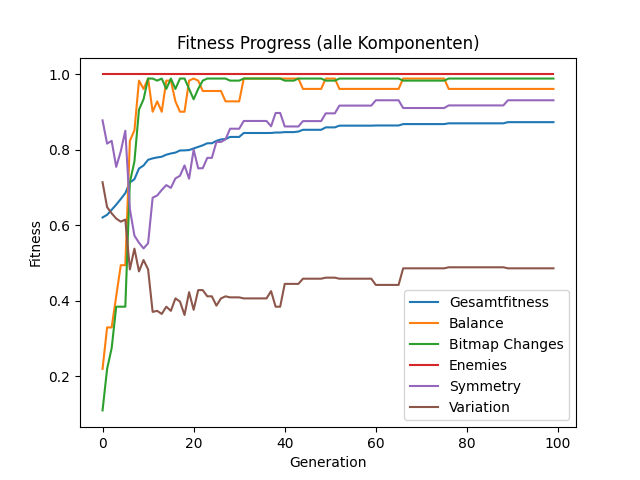 Fitness Progress (alle Komponenten)
1.0
0.8
0.6
0.4
0.2
Fitness
0
20
40
60
80
100
Generation
Gesamtfitness
Balance
Bitmap Changes
Enemies
Symmetry
Variation